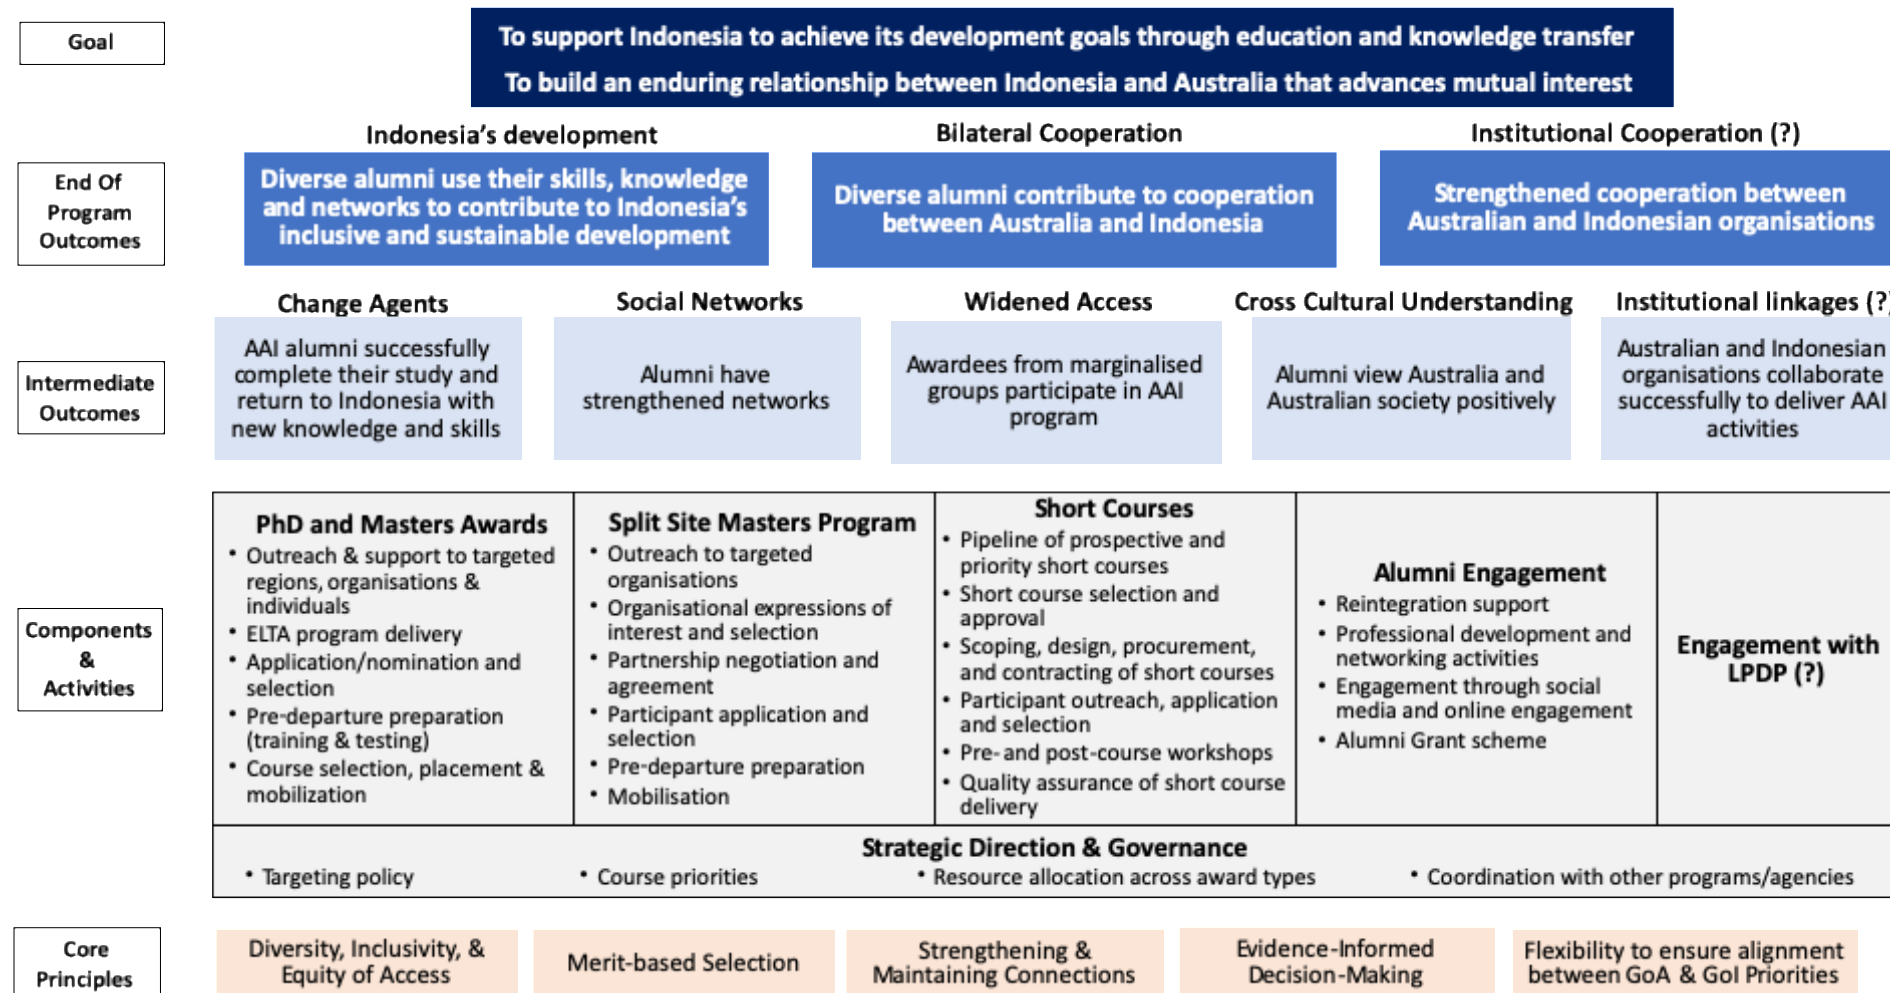 Goal
To support Indonesia to achieve its development goals through education and knowledge transfer
To build an enduring relationship between Indonesia and Australia that advances mutual interest
Indonesia's development
Bilateral Cooperation
Institutional Cooperation (?)
End Of
Program
Outcomes
Diverse alumni use their skills, knowledge
and networks to contribute to Indonesia's
inclusive and sustainable development
Diverse alumni contribute to cooperation
between Australia and Indonesia
Strengthened cooperation between
Australian and Indonesian organisations
Change Agents
Social Networks
Widened Access
Cross Cultural Understanding
Institutional linkages (?)
Intermediate
Outcomes
AAI alumni successfully
complete their study and
return to Indonesia with
new knowledge and skills
Alumni have
strengthened networks
Awardees from marginalised
groups participate in AAI
program
Alumni view Australia and
Australian society positively
Australian and Indonesian
organisations collaborate
successfully to deliver AAI
activities
Components
&
Activities
PhD and Masters Awards
• Outreach & support to targeted
regions, organisations &
individuals
• ELTA program delivery
• Application/nomination and
selection
• Pre-departure preparation
(training & testing)
• Course selection, placement &
mobilization
Split Site Masters Program
• Outreach to targeted
organisations
• Organisational expressions of
interest and selection
• Partnership negotiation and
agreement
• Participant application and
selection
• Pre-departure preparation
• Mobilisation
Short Courses
• Pipeline of prospective and
priority short courses
• Short course selection and
approval
• Scoping, design, procurement,
and contracting of short courses
• Participant outreach, application
and selection
• Pre- and post-course workshops
• Quality assurance of short course
delivery
Alumni Engagement
• Reintegration support
• Professional development and
networking activities
• Engagement through social
media and online engagement
• Alumni Grant scheme
Engagement with
LPDP (?)
Strategic Direction & Governance
• Targeting policy
• Course priorities
• Resource allocation across award types
• Coordination with other programs/agencies
Core
Principles
Diversity, Inclusivity, &
Equity of Access
Merit-based Selection
Strengthening &
Maintaining Connections
Evidence-Informed
Decision-Making
Flexibility to ensure alignment
between GoA & GoI Priorities